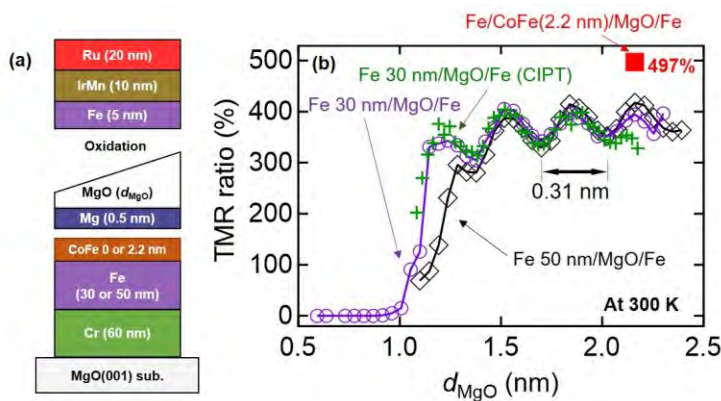 (a)
Ru (20 nm)
IrMn (10 nm)
Fe (5 nm)
Oxidation
MgO (dMgO)
Mg (0.5 nm)
CoFe 0 or 2.2 nm
Fe
(30 or 50 nm)
Cr (60 nm)
MgO(001) sub.
Fe/CoFe(2.2 nm)/MgO/Fe
(b)
497%
Fe 30 nm/MgO/Fe (CIPT)
Fe 30 nm/MgO/Fe
0.31 nm
Fe 50 nm/MgO/Fe
At 300 K
TMR ratio (%)
500
400
300
200
100
0
0.5
1.0
1.5
2.0
2.5
dMgO (nm)